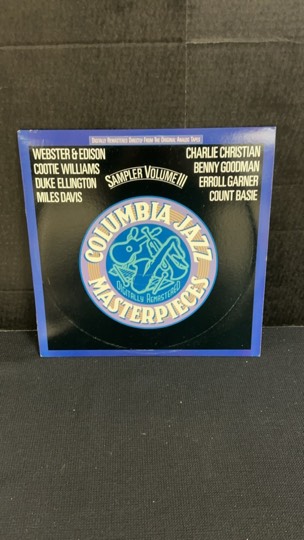 DIGITALLY REMASTERED DIRECTLY FROM THE ORIGINAL ANALOG TAPES
WEBSTER & EDISON
COOTIE WILLIAMS
DUKE ELLINGTON
MILES DAVIS
CHARLIE CHRISTIAN
BENNY GOODMAN
ERROLL GARNER
COUNT BASIE
SAMPLER VOLUME III
COLUMBIA JAZZ
DIGITALLY REMASTERED
MASTERPIECES